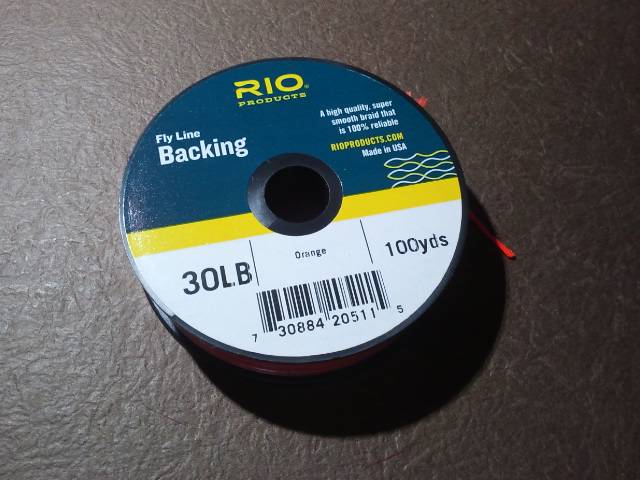 RIO®
PRODUCTS
Fly Line
Backing
A high quality, super
smooth braid that
is 100% reliable
RIOPRODUCTS.COM
Made in USA
30LB
Orange
100yds
7 30884 20511 5